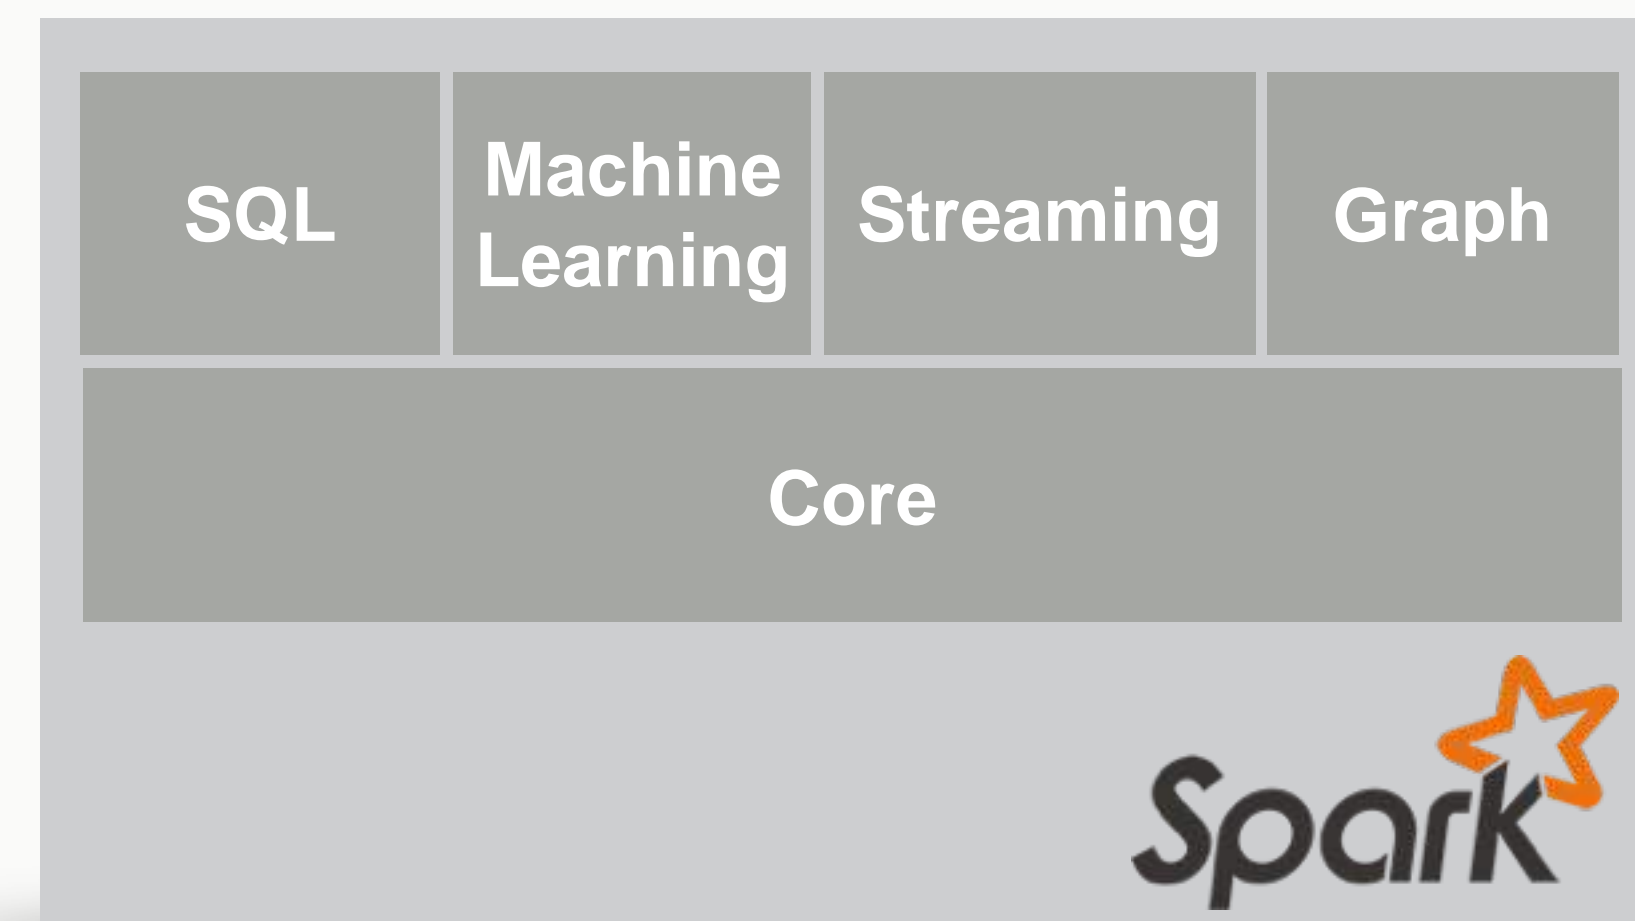 SQL
Machine
Learning
Streaming
Graph
Core
Spark